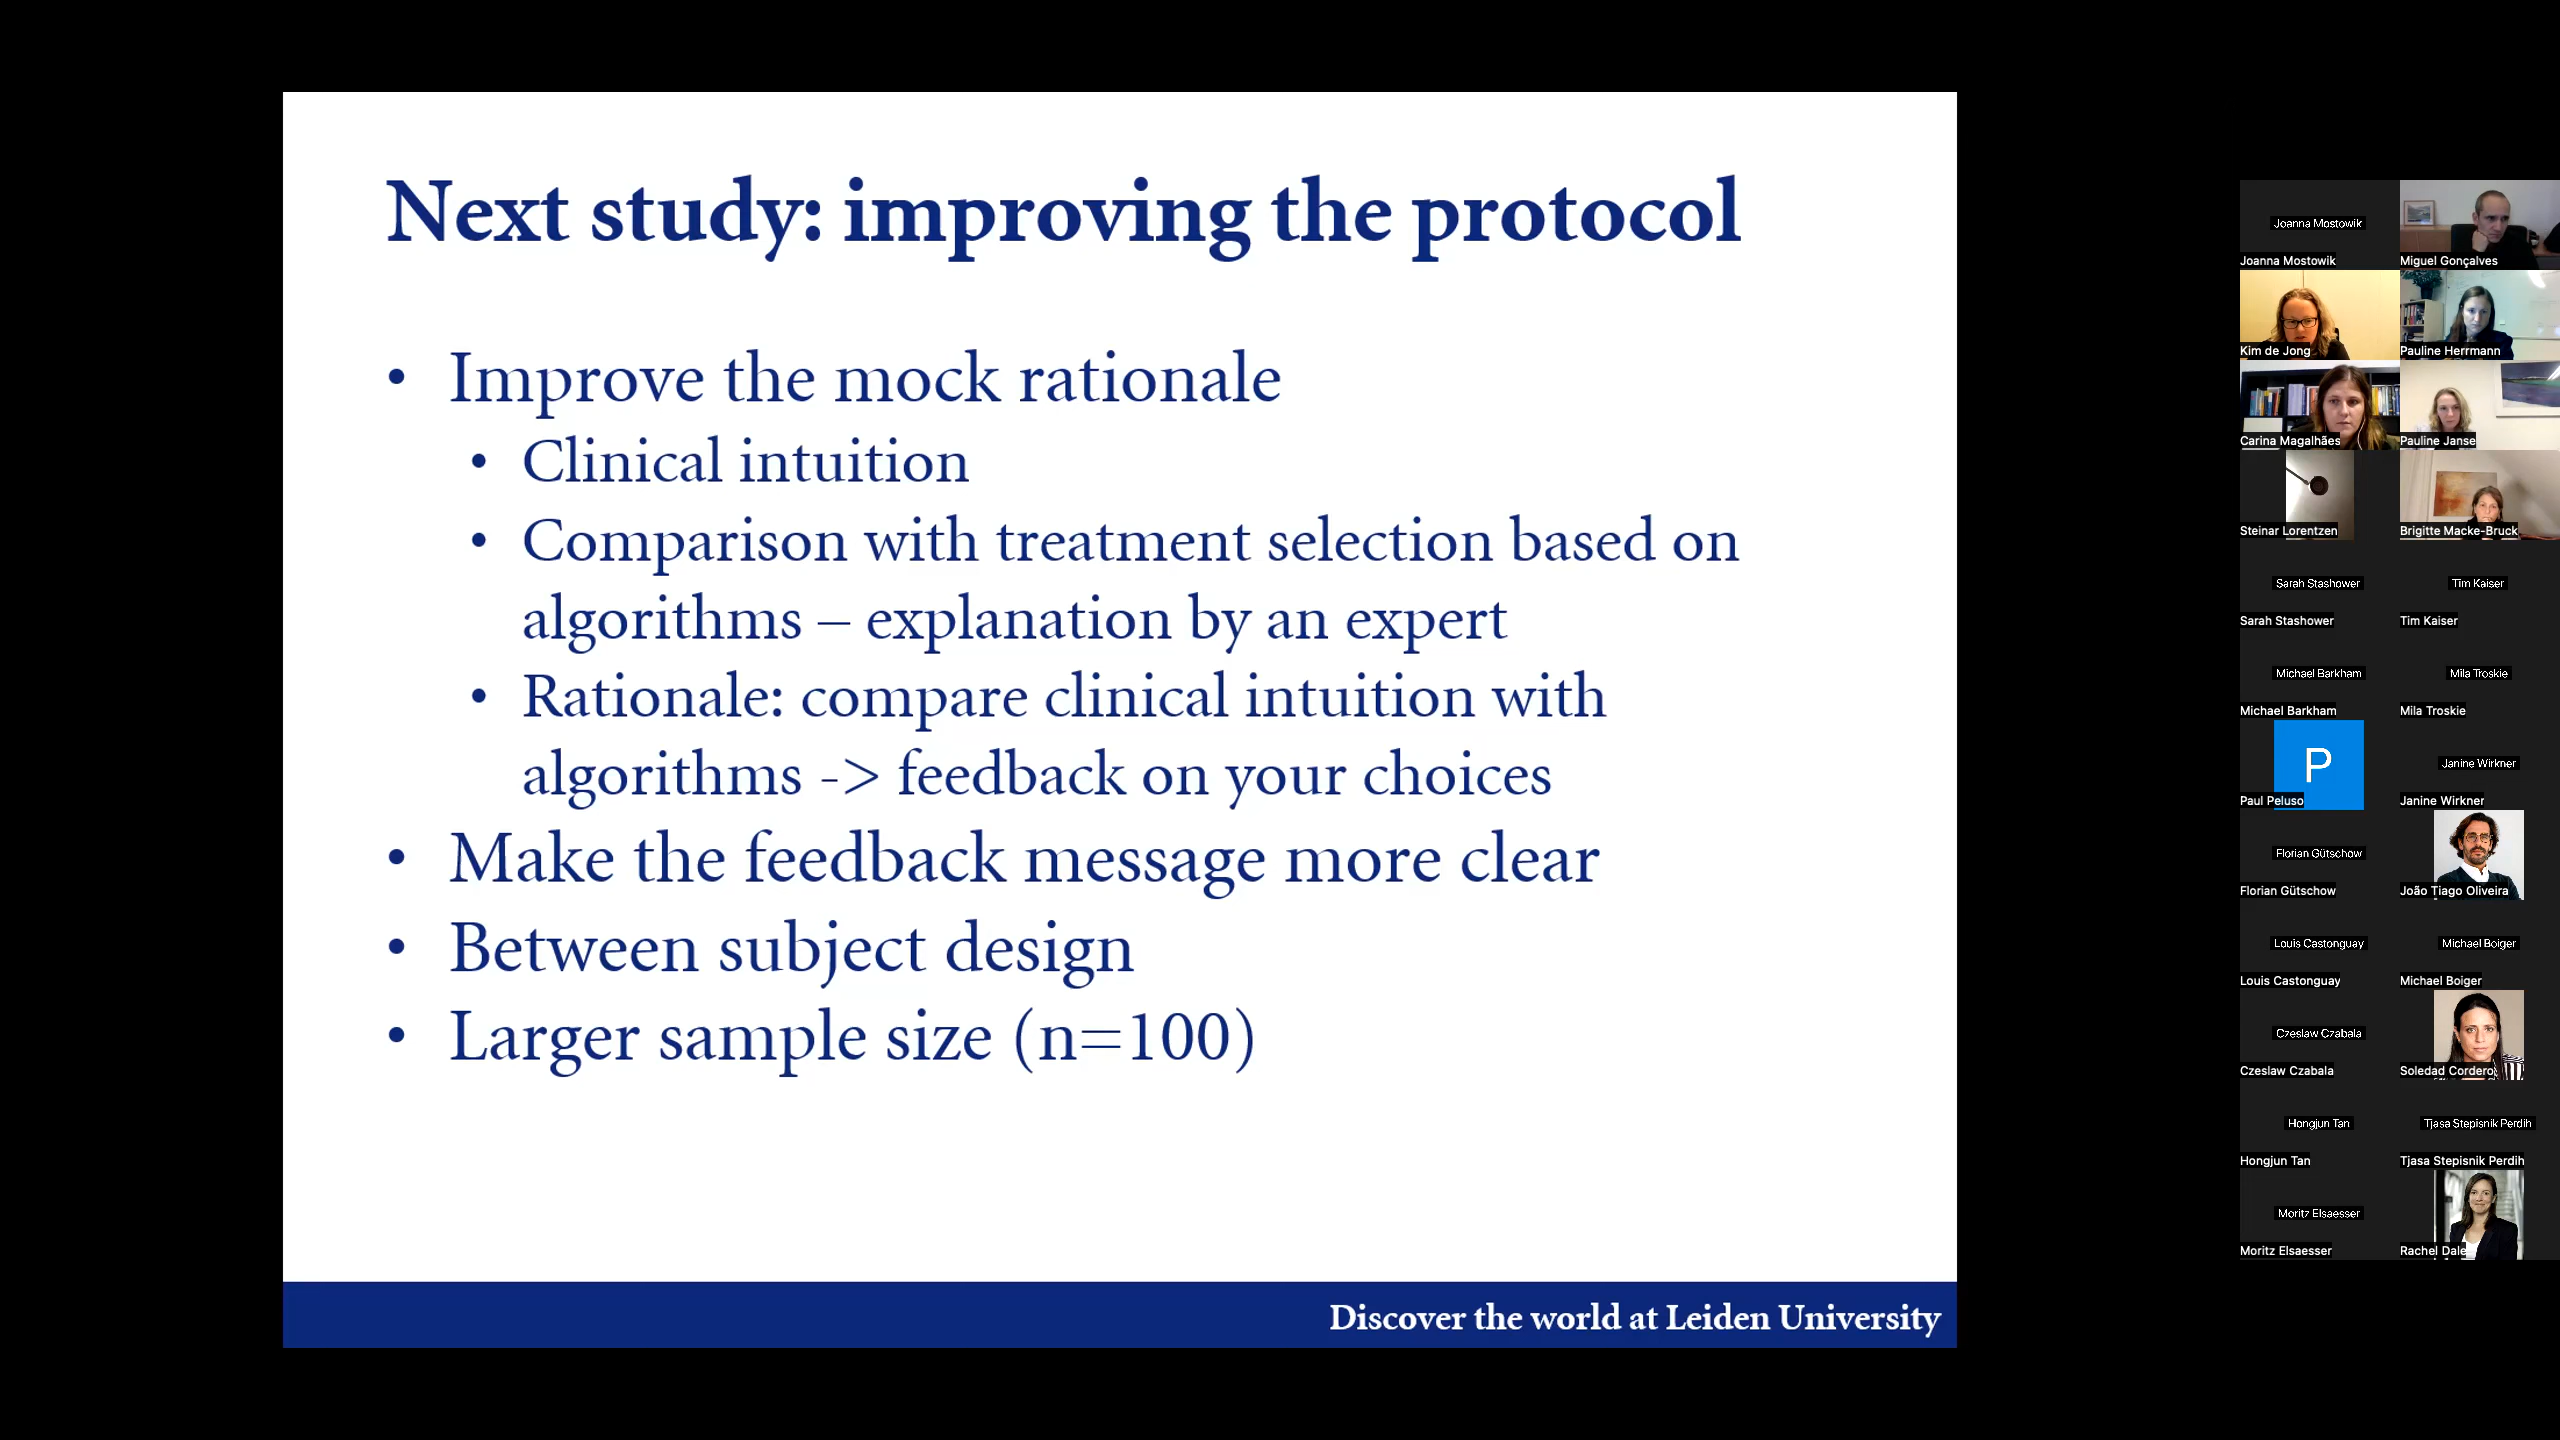 Next study: improving the protocol
• Improve the mock rationale
• Clinical intuition
• Comparison with treatment selection based on
algorithms – explanation by an expert
• Rationale: compare clinical intuition with
algorithms -> feedback on your choices
• Make the feedback message more clear
• Between subject design
• Larger sample size (n=100)
Discover the world at Leiden University
Joanna Mostowik
Joanna Mostowik
Miguel Gonçalves
Kim de Jong
Pauline Herrmann
Carina Magalhães
Pauline Janse
Steinar Lorentzen
Brigitte Macke-Bruck
Sarah Stashower
Tim Kaiser
Sarah Stashower
Tim Kaiser
Michael Barkham
Mila Troskie
Michael Barkham
Mila Troskie
P
Janine Wirkner
Paul Peluso
Janine Wirkner
Florian Gütschow
Florian Gütschow
João Tiago Oliveira
Louis Castonguay
Michael Boiger
Louis Castonguay
Michael Boiger
Czeslaw Czabala
Czeslaw Czabala
Soledad Cordero
Hongjun Tan
Tjasa Stepisnik Perdih
Hongjun Tan
Tjasa Stepisnik Perdih
Moritz Elsaesser
Moritz Elsaesser
Rachel Dale